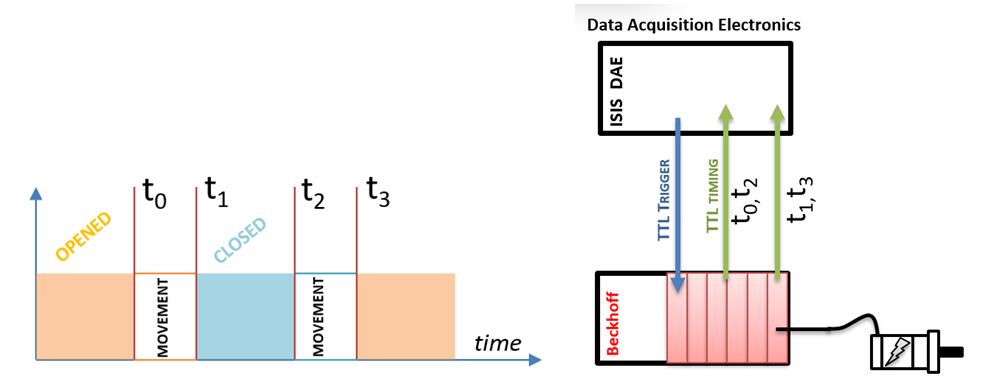 OPENED
t0
t1
CLOSED
t2
t3
MOVEMENT
MOVEMENT
time
Data Acquisition Electronics
ISIS DAE
TTL TRIGGER
TTL TIMING
t0,t2
t1,t3
Beckhoff